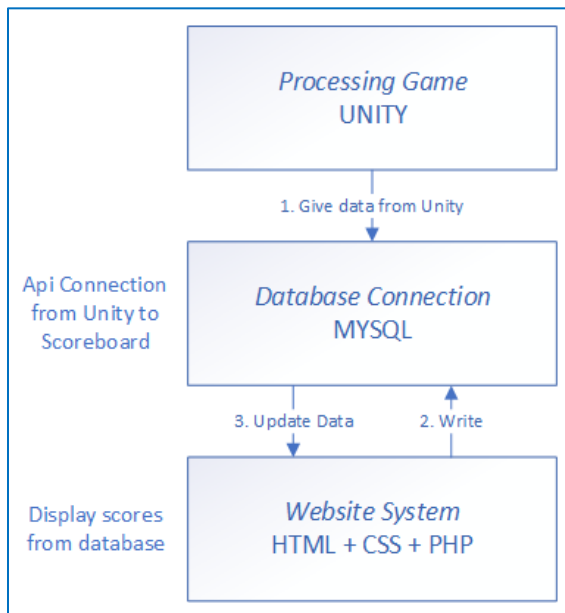 Processing Game
UNITY
1. Give data from Unity
Api Connection
from Unity to
Scoreboard
Database Connection
MYSQL
3. Update Data
2. Write
Display scores
from database
Website System
HTML + CSS + PHP